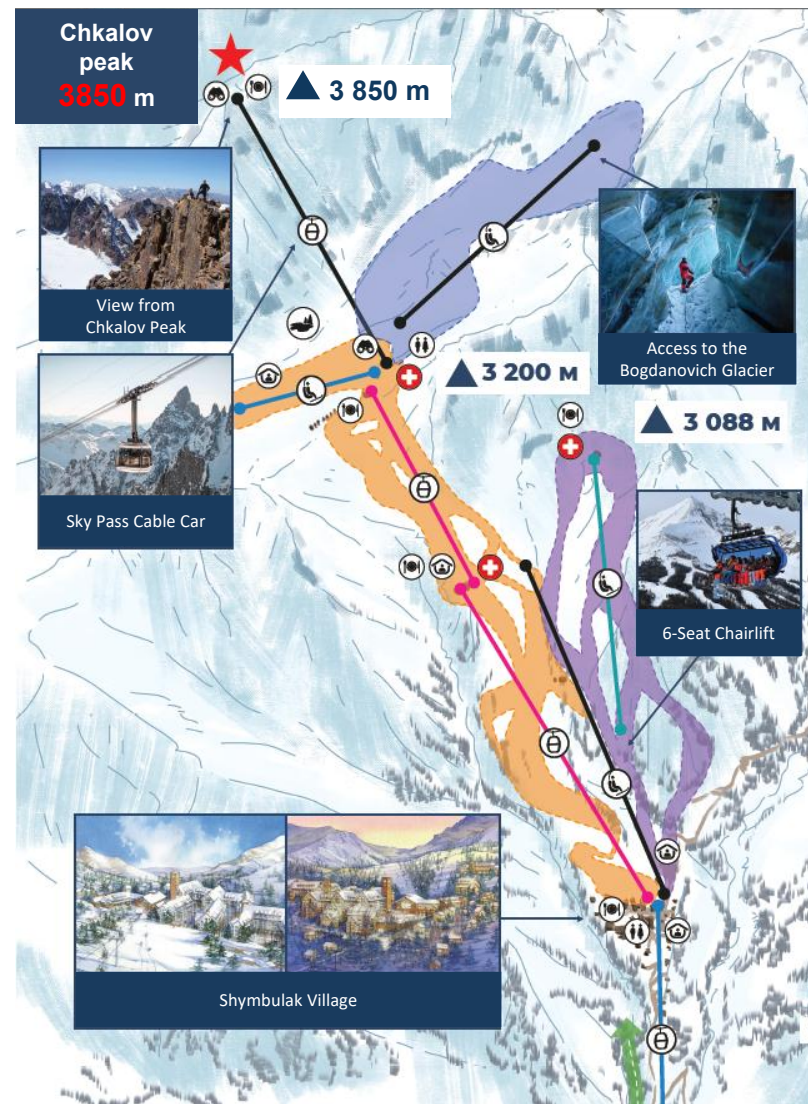 Chkalov
peak
3850 m
3 850 m
View from
Chkalov Peak
Access to the
Bogdanovich Glacier
3 200 м
3 088 м
Sky Pass Cable Car
6-Seat Chairlift
Shymbulak Village